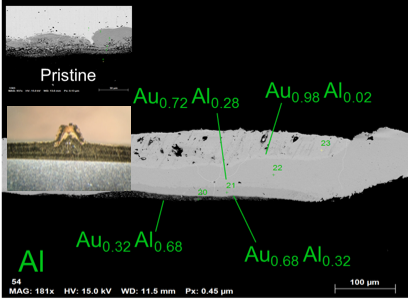 Pristine
Au0.72 Al0.28
Au0.98 Al0.02
23
22
21
20
Au0.32 Al0.68
Au0.68 Al0.32
Al
54
MAG: 181x HV: 15.0 kV WD: 11.5 mm Px: 0.45 µm
100 µm